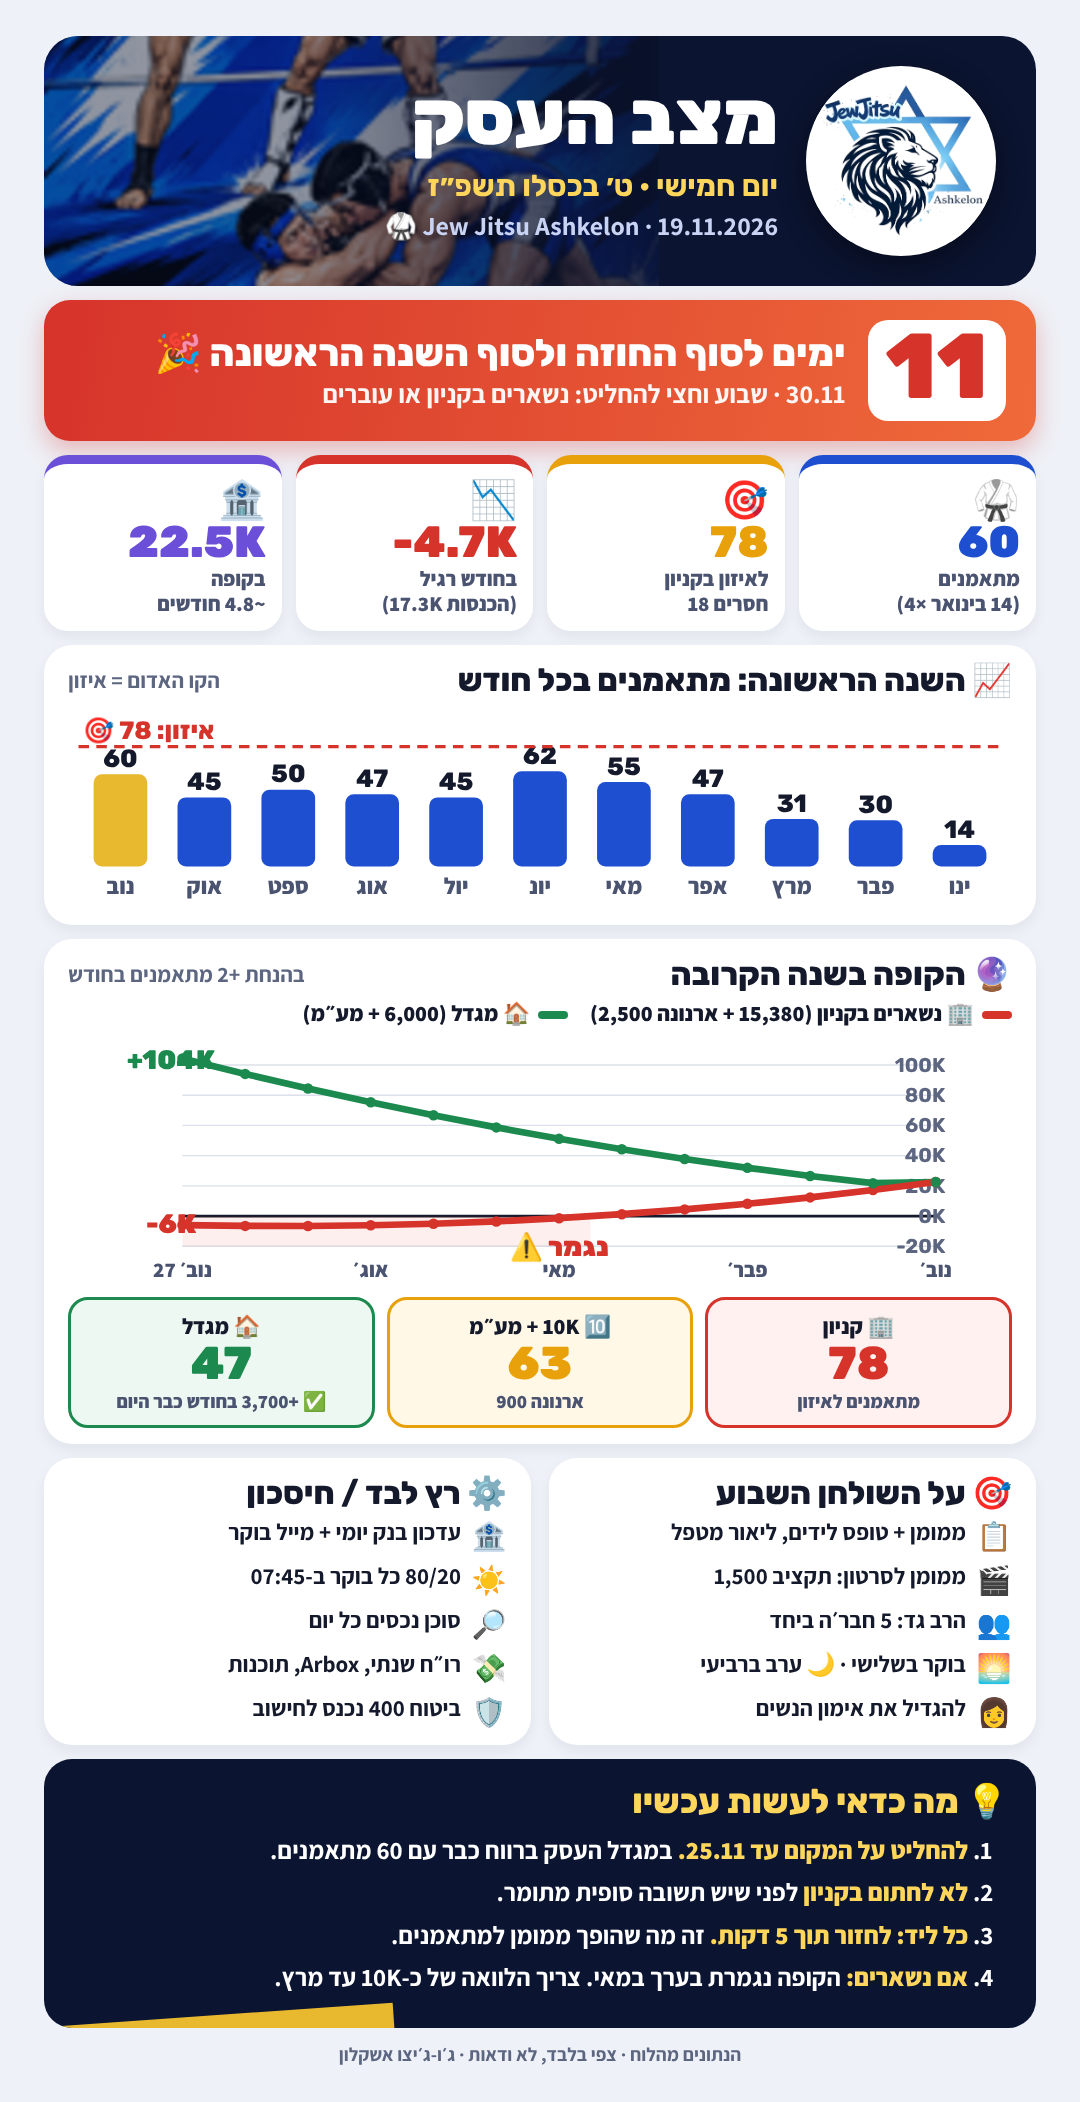 JewJitsu
Ashkelon
מצב העסק
יום חמישי • ט׳ בכסלו תשפ״ז
Jew Jitsu Ashkelon · 19.11.2026 🥋
11
ימים לסוף החוזה ולסוף השנה הראשונה 🎉
30.11 · שבוע וחצי להחליט: נשארים בקניון או עוברים
🥋
60
מתאמנים
(14 בינואר ×4)
🎯
78
לאיזון בקניון
חסרים 18
📉
-4.7K
בחודש רגיל
(הכנסות 17.3K)
🏦
22.5K
בקופה
~4.8 חודשים
📈 השנה הראשונה: מתאמנים בכל חודש
הקו האדום = איזון
איזון: 78 🎯
14 30 31 47 55 62 45 47 50 45 60
ינו פבר מרץ אפר מאי יונ יול אוג ספט אוק נוב
🔮 הקופה בשנה הקרובה
בהנחת +2 מתאמנים בחודש
🏢 נשארים בקניון (15,380 + ארנונה 2,500)
🏠 מגדל (6,000 + מע״מ)
+104K
100K
80K
60K
40K
20K
0K
-20K
-6K
נגמר ⚠️
נוב׳ פבר׳ מאי אוג׳ נוב׳ 27
🏢 קניון
78
מתאמנים לאיזון
🔟 10K + מע״מ
63
ארנונה 900
🏠 מגדל
47
✅ +3,700 בחודש כבר היום
🎯 על השולחן השבוע
📋 ממומן + טופס לידים, ליאור מטפל
🎬 ממומן לסרטון: תקציב 1,500
👥 הרב גד: 5 חבר׳ה ביחד
🌅 בוקר בשלישי · 🌙 ערב ברביעי
👩 להגדיל את אימון הנשים
⚙️ רץ לבד / חיסכון
🏦 עדכון בנק יומי + מייל בוקר
☀️ 80/20 כל בוקר ב-07:45
🔎 סוכן נכסים כל יום
💸 רו״ח שנתי, Arbox, תוכנות
🛡️ ביטוח 400 נכנס לחישוב
💡 מה כדאי לעשות עכשיו
1. להחליט על המקום עד 25.11. במגדל העסק ברווח כבר עם 60 מתאמנים.
2. לא לחתום בקניון לפני שיש תשובה סופית מתומר.
3. כל ליד: לחזור תוך 5 דקות. זה מה שהופך ממומן למתאמנים.
4. אם נשארים: הקופה נגמרת בערך במאי. צריך הלוואה של כ-10K עד מרץ.
הנתונים מהלוח · צפי בלבד, לא ודאות · ג׳ו-ג׳יצו אשקלון